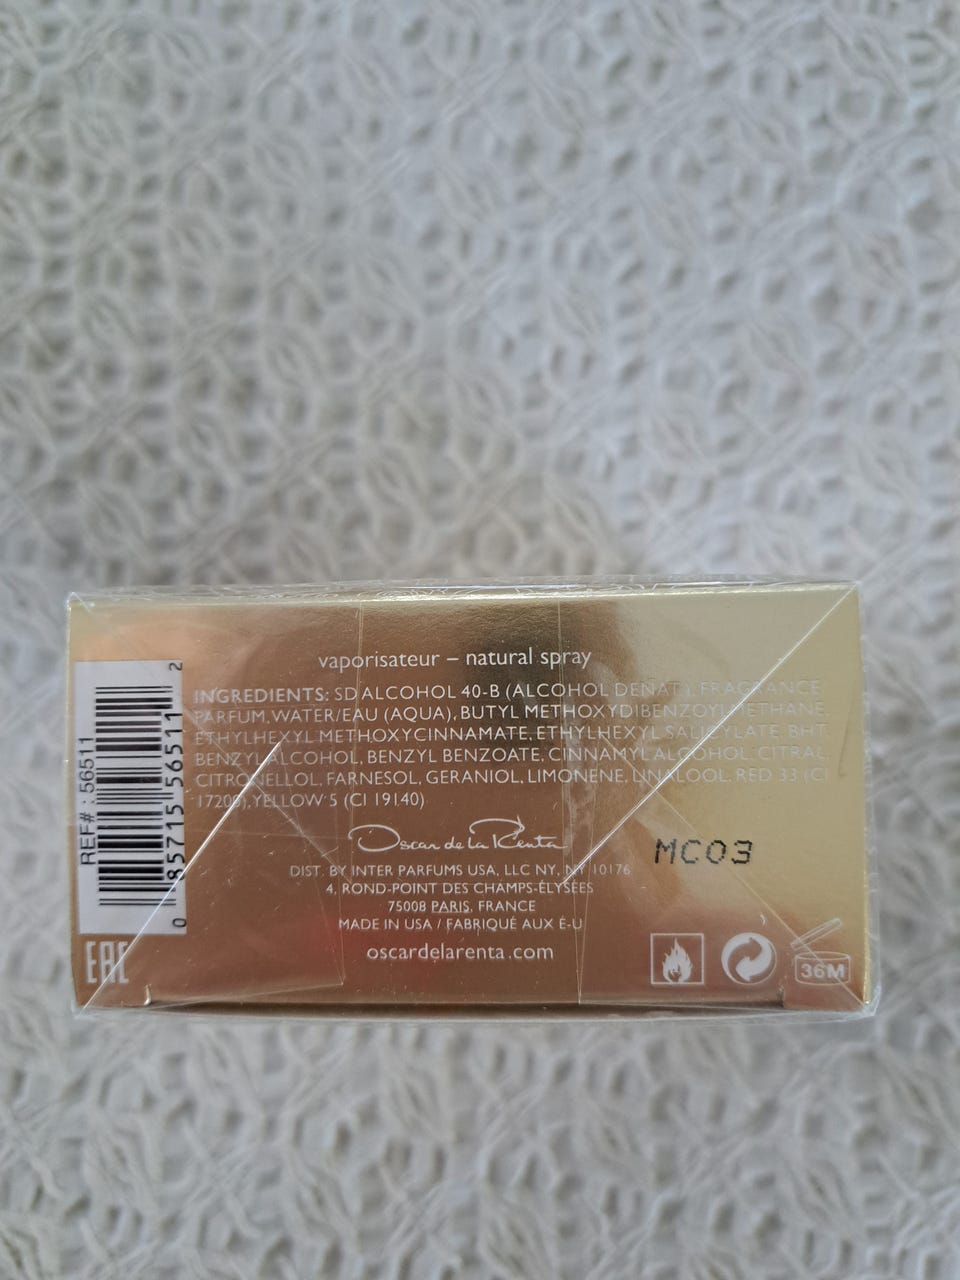 vaporisateur – natural spray
INGREDIENTS: SD ALCOHOL 40-B (ALCOHOL DENAT.), FRAGRANCE
PARFUM, WATER/EAU (AQUA), BUTYL METHOXYDIBENZOYLMETHANE,
ETHYLHEXYL METHOXYCINNAMATE, ETHYLHEXYL SALICYLATE, BHT,
BENZYL ALCOHOL, BENZYL BENZOATE, CINNAMYL ALCOHOL, CITRAL,
CITRONELLOL, FARNESOL, GERANIOL, LIMONENE, LINALOOL, RED 33 (CI
17200), YELLOW 5 (CI 19140)
Oscar de la Renta
DIST. BY INTER PARFUMS USA, LLC NY, NY 10176
4, ROND-POINT DES CHAMPS-ÉLYSÉES
75008 PARIS, FRANCE
MADE IN USA / FABRIQUÉ AUX É-U
oscardelarenta.com
MC03
36M
REF#: 56511
0 85715 56511 2
EAC